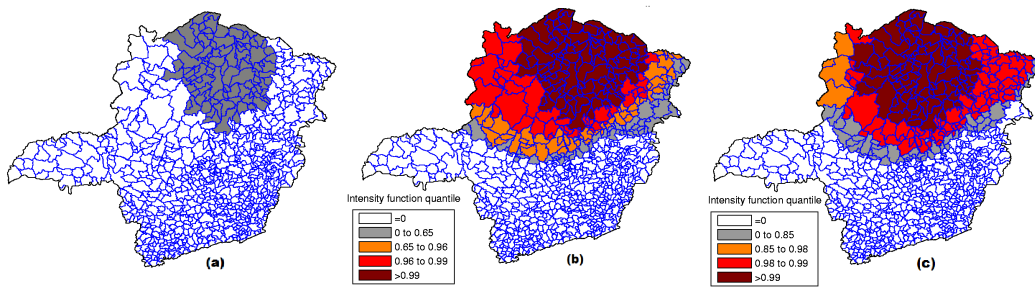 (a)
Intensity function quantile
=0
0 to 0.65
0.65 to 0.96
0.96 to 0.99
>0.99
(b)
Intensity function quantile
=0
0 to 0.85
0.85 to 0.98
0.98 to 0.99
>0.99
(c)